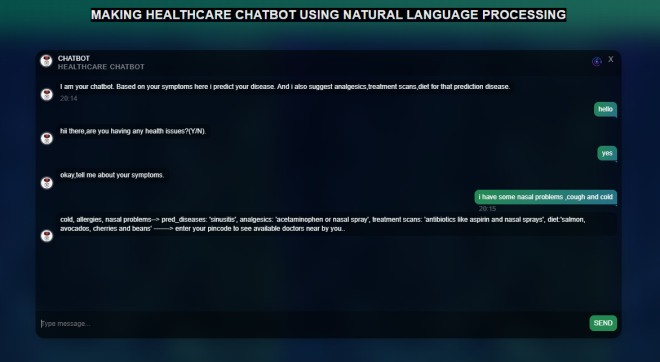 MAKING HEALTHCARE CHATBOT USING NATURAL LANGUAGE PROCESSING
CHATBOT
HEALTHCARE CHATBOT
X
I am your chatbot. Based on your symptoms here i predict your disease. And i also suggest analgesics,treatment scans,diet for that prediction disease.
20:14
hello
hii there,are you having any health issues?(Y/N).
yes
okay,tell me about your symptoms.
i have some nasal problems ,cough and cold
20:15
cold, allergies, nasal problems--> pred_diseases: 'sinusitis', analgesics: 'acetaminophen or nasal spray', treatment scans: 'antibiotics like aspirin and nasal sprays', diet:'salmon,
avocados, cherries and beans' -------> enter your pincode to see available doctors near by you..
Type message...
SEND